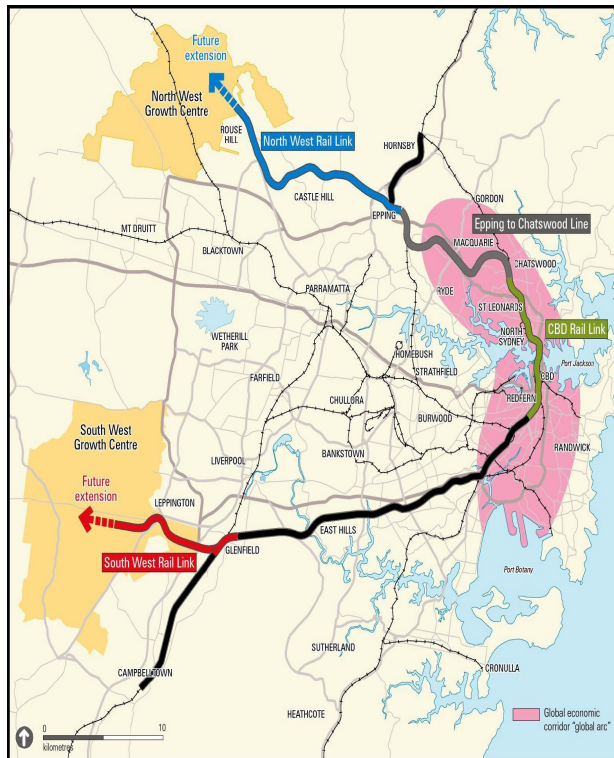 Future
extension
North West
Growth Centre
ROUSE
HILL
North West Rail Link
HORNSBY
CASTLE HILL
GORDON
EPPING
Epping to Chatswood Line
MT DRUITT
MACQUARIE
BLACKTOWN
CHATSWOOD
PARRAMATTA
RYDE
ST LEONARDS
WETHERILL
PARK
NORTH
SYDNEY
CBD Rail Link
HOMEBUSH
Port Jackson
STRATHFIELD
CBD
FAIRFIELD
CHULLORA
REDFERN
BURWOOD
South West
Growth Centre
RANDWICK
LIVERPOOL
BANKSTOWN
Future
extension
LEPPINGTON
EAST HILLS
GLENFIELD
South West Rail Link
Port Botany
SUTHERLAND
CAMPBELLTOWN
CRONULLA
HEATHCOTE
0 10
kilometres
Global economic
corridor "global arc"